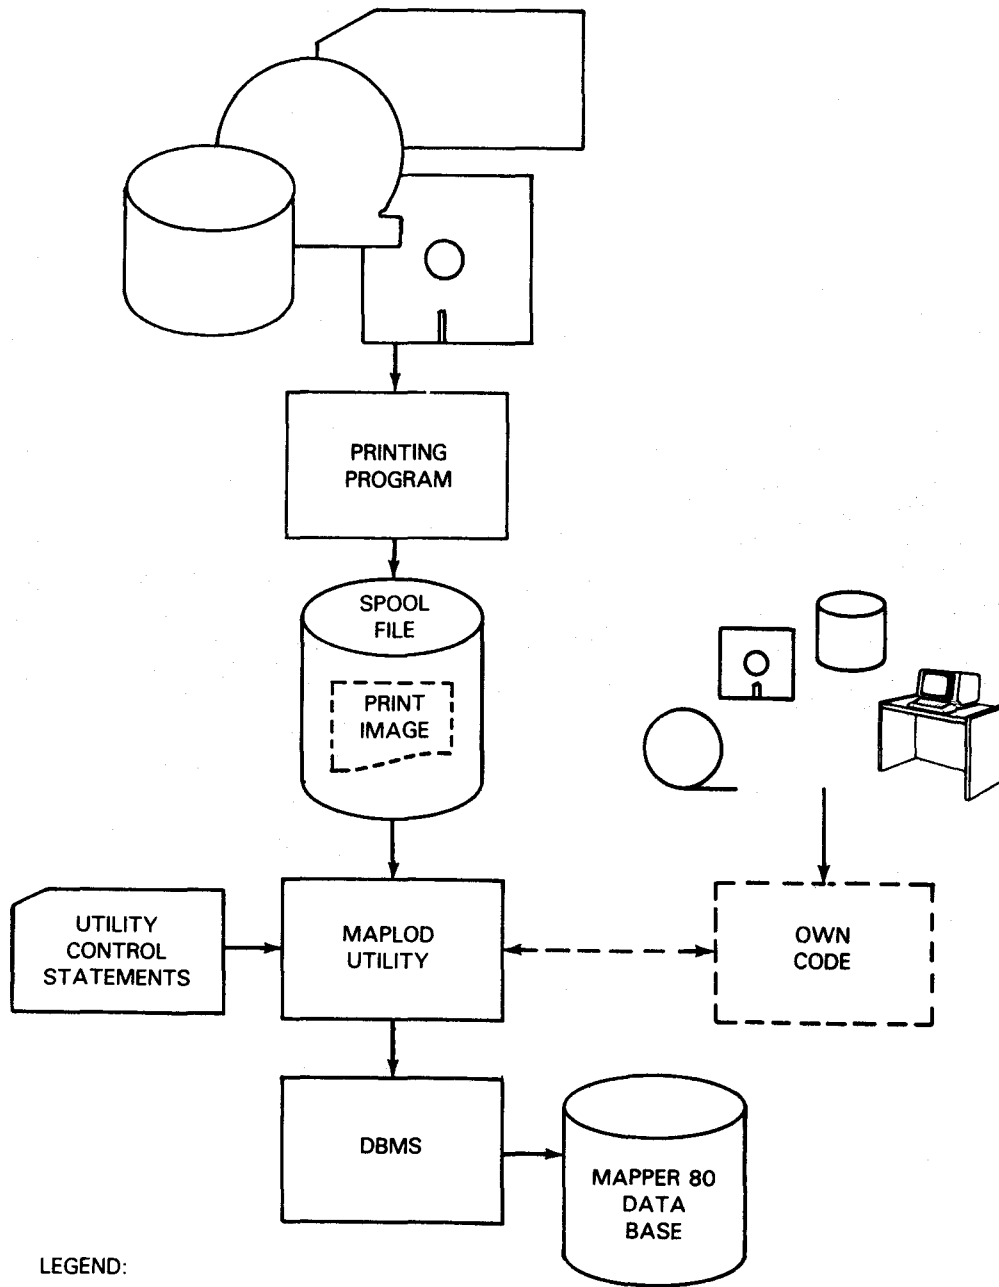 PRINTING
PROGRAM
SPOOL
FILE
PRINT
IMAGE
UTILITY
CONTROL
STATEMENTS
MAPLOD
UTILITY
OWN
CODE
DBMS
MAPPER 80
DATA
BASE
LEGEND: